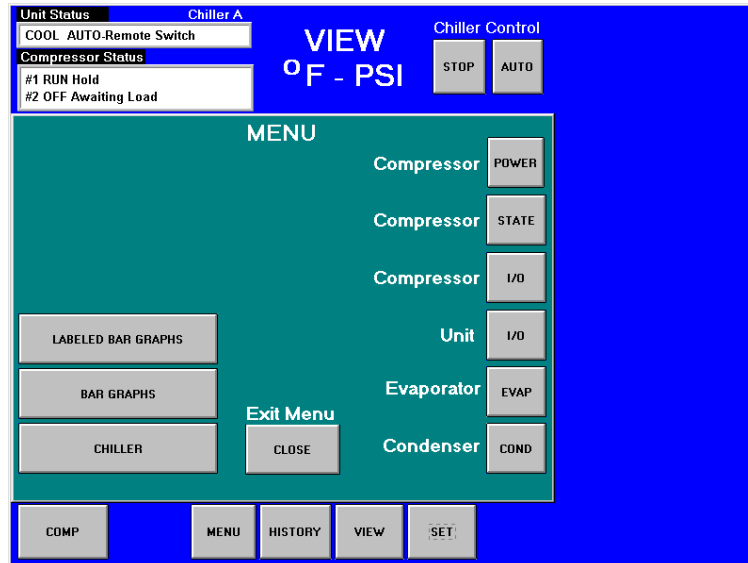 Unit Status Chiller A
COOL AUTO-Remote Switch
Compressor Status
#1 RUN Hold
#2 OFF Awaiting Load
VIEW
°F - PSI
Chiller Control
STOP AUTO
MENU
Compressor POWER
Compressor STATE
Compressor I/O
LABELED BAR GRAPHS
Unit I/O
BAR GRAPHS
Evaporator EVAP
Exit Menu
CHILLER
CLOSE
Condenser COND
COMP MENU HISTORY VIEW SET